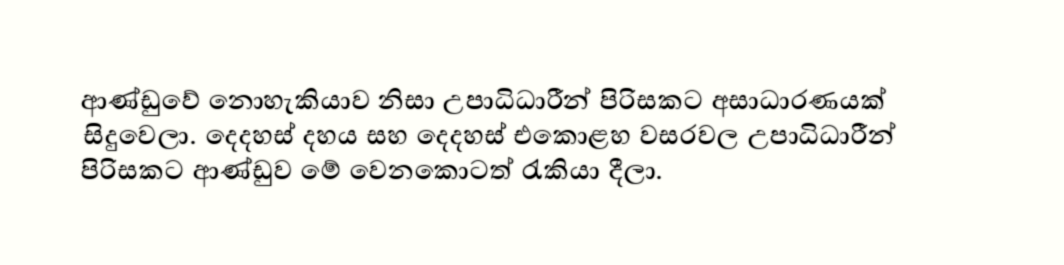 ආණ්ඩුවේ නොහැකියාව නිසා උපාධිධාරීන් පිරිසකට අසාධාරණයක්
සිදුවෙලා. දෙදහස් දහය සහ දෙදහස් එකොළහ වසරවල උපාධිධාරීන්
පිරිසකට ආණ්ඩුව මේ වෙනකොටත් රැකියා දීලා.